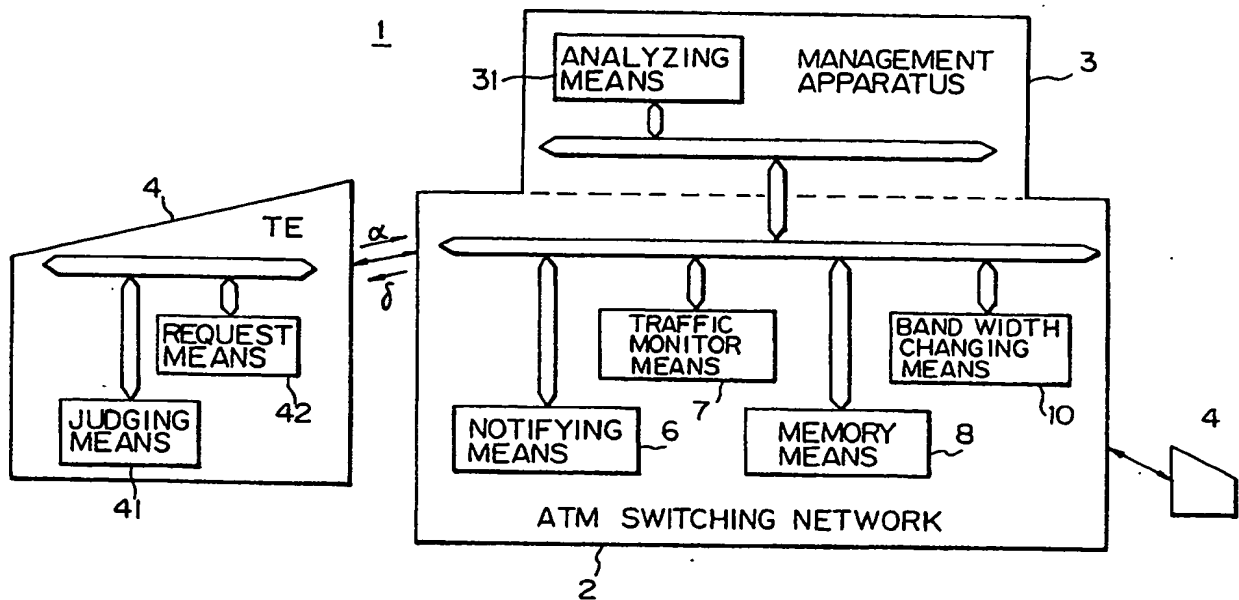 1
ANALYZING
MEANS
31
MANAGEMENT
APPARATUS
3
4
TE
α
δ
REQUEST
MEANS
42
JUDGING
MEANS
41
TRAFFIC
MONITOR
MEANS
7
BAND WIDTH
CHANGING
MEANS
10
NOTIFYING
MEANS
6
MEMORY
MEANS
8
4
ATM SWITCHING NETWORK
2